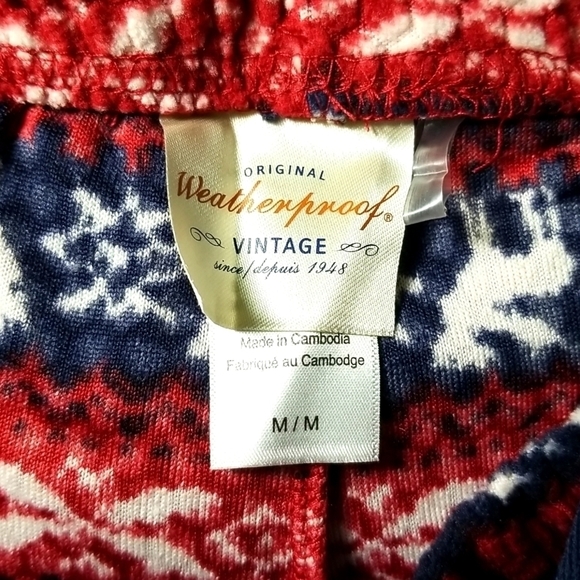 ORIGINAL
Weatherproof®
VINTAGE
since/depuis 1948
Made in Cambodia
Fabriqué au Cambodge
M / M